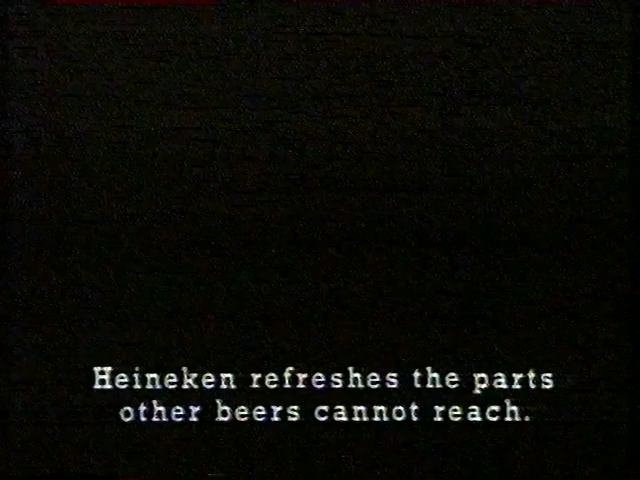 Heineken refreshes the parts
other beers cannot reach.